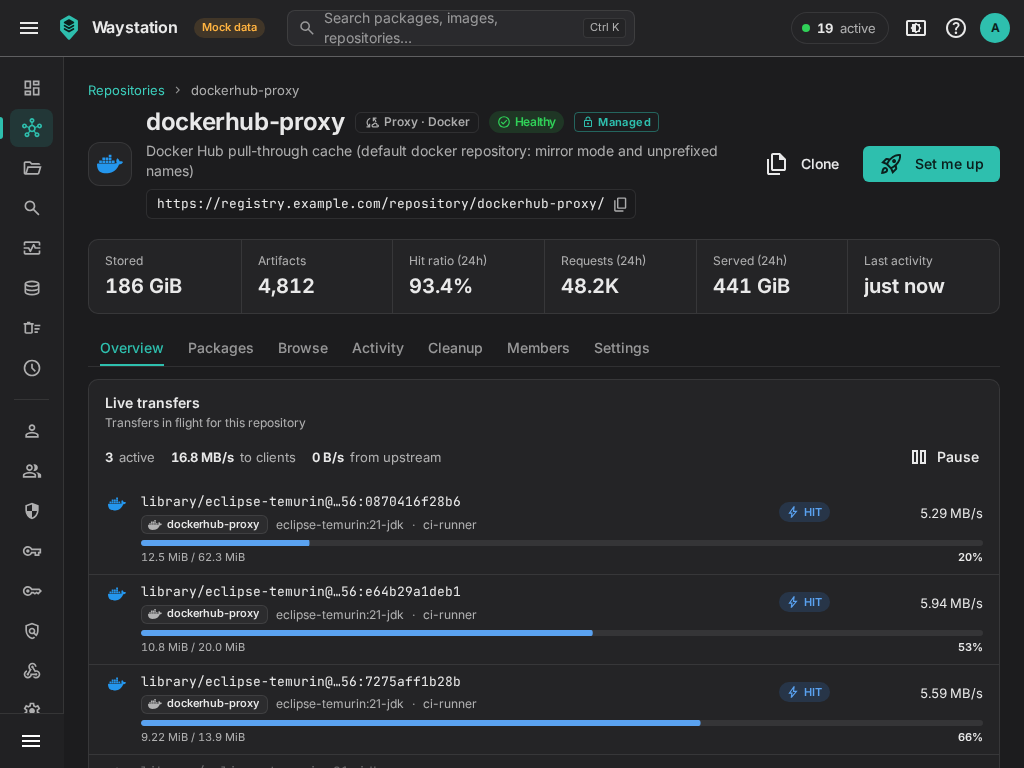 Waystation
Mock data
Search packages, images,
repositories...
Ctrl K
19 active
A
Repositories > dockerhub-proxy
dockerhub-proxy
Proxy · Docker
Healthy
Managed
Docker Hub pull-through cache (default docker repository: mirror mode and unprefixed
names)
https://registry.example.com/repository/dockerhub-proxy/
Clone
Set me up
Stored
186 GiB
Artifacts
4,812
Hit ratio (24h)
93.4%
Requests (24h)
48.2K
Served (24h)
441 GiB
Last activity
just now
Overview
Packages
Browse
Activity
Cleanup
Members
Settings
Live transfers
Transfers in flight for this repository
3 active 16.8 MB/s to clients 0 B/s from upstream
Pause
library/eclipse-temurin@…56:0870416f28b6
dockerhub-proxy eclipse-temurin:21-jdk · ci-runner
HIT
5.29 MB/s
12.5 MiB / 62.3 MiB
20%
library/eclipse-temurin@…56:e64b29a1deb1
dockerhub-proxy eclipse-temurin:21-jdk · ci-runner
HIT
5.94 MB/s
10.8 MiB / 20.0 MiB
53%
library/eclipse-temurin@…56:7275aff1b28b
dockerhub-proxy eclipse-temurin:21-jdk · ci-runner
HIT
5.59 MB/s
9.22 MiB / 13.9 MiB
66%